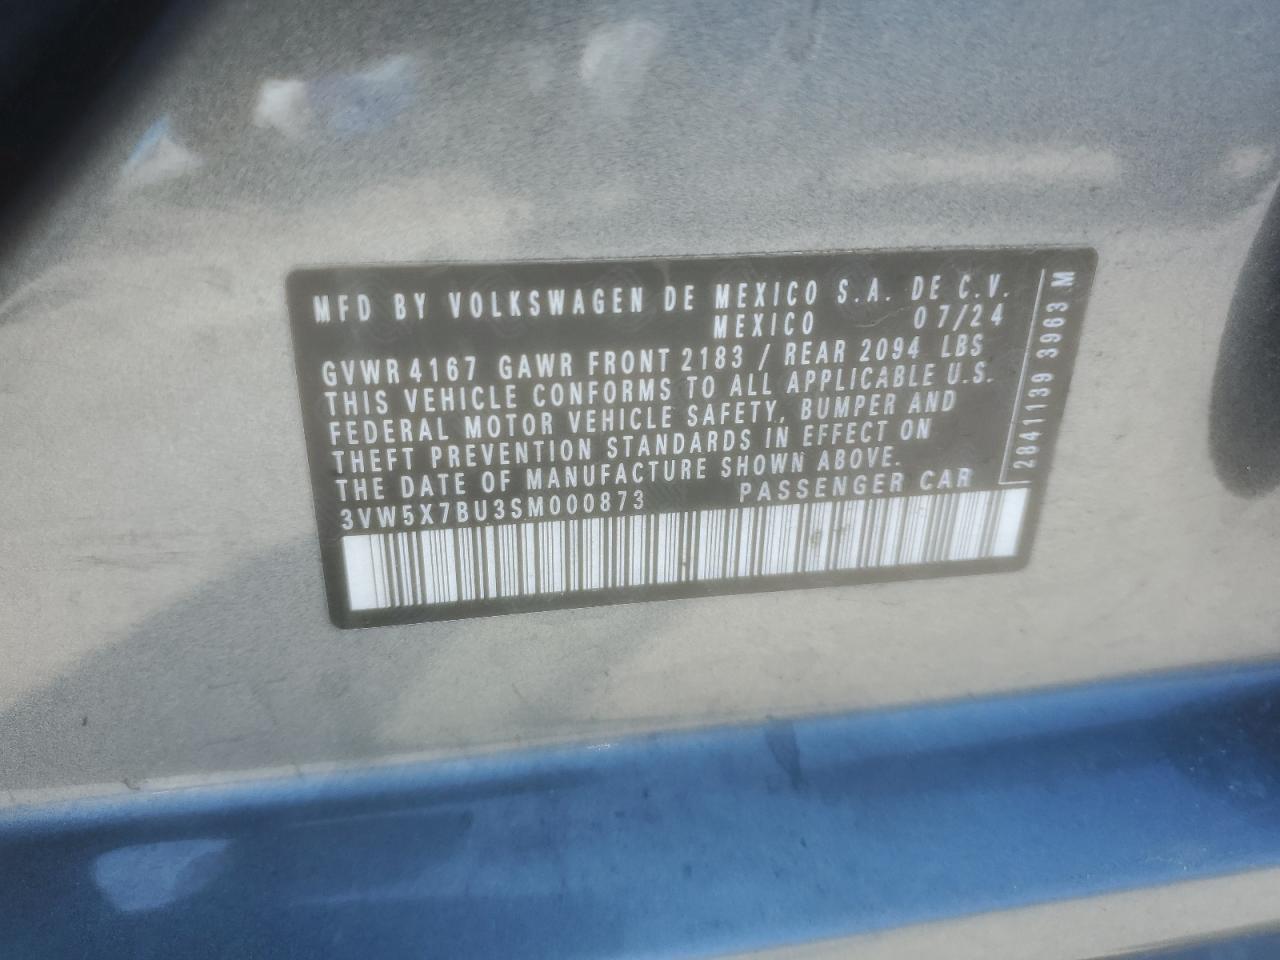 MFD BY VOLKSWAGEN DE MEXICO S.A. DE C.V.
MEXICO 07/24
GVWR 4167 GAWR FRONT 2183 / REAR 2094 LBS
THIS VEHICLE CONFORMS TO ALL APPLICABLE U.S.
FEDERAL MOTOR VEHICLE SAFETY, BUMPER AND
THEFT PREVENTION STANDARDS IN EFFECT ON
THE DATE OF MANUFACTURE SHOWN ABOVE.
3VW5X7BU3SM000873 PASSENGER CAR
2841139 3963 M